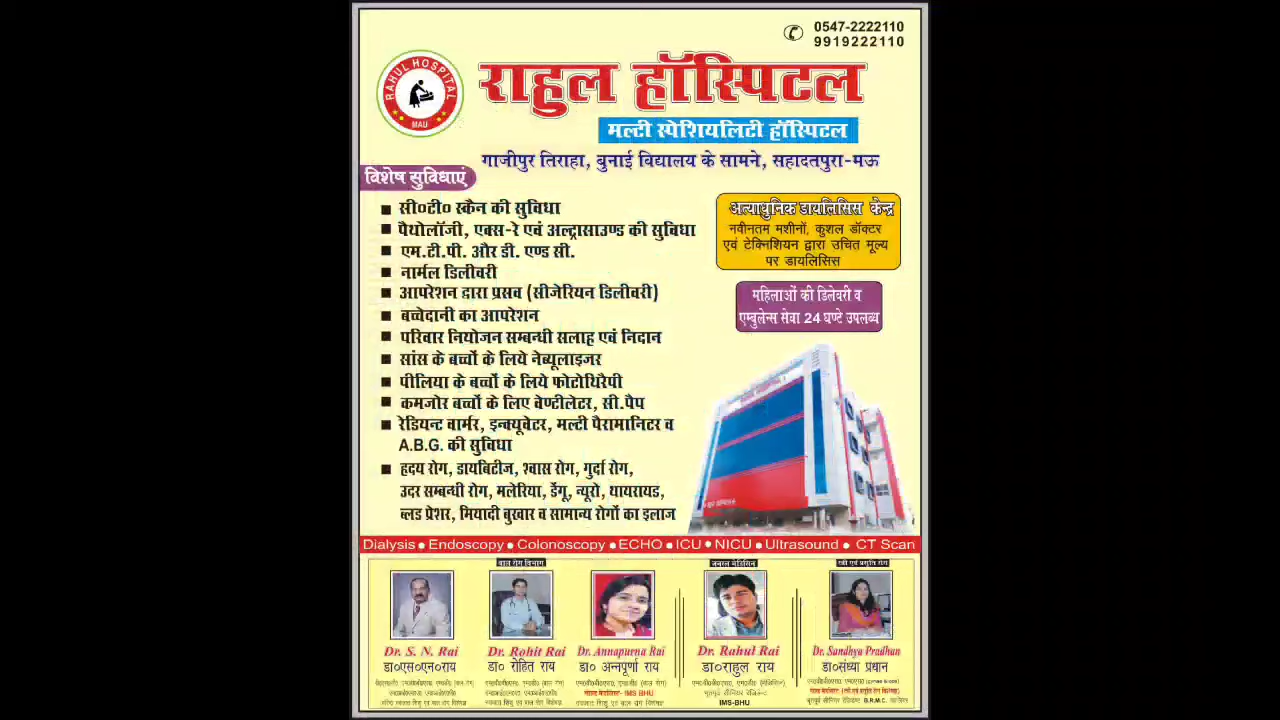 0547-2222110
9919222110
RAHUL HOSPITAL
MAU
राहुल हॉस्पिटल
मल्टी स्पेशियलिटी हॉस्पिटल
गाजीपुर तिराहा, बुनाई विद्यालय के सामने, सहादतपुरा-मऊ
विशेष सुविधाएं
सी०टी० स्कैन की सुविधा
पैथोलॉजी, एक्स-रे एवं अल्ट्रासाउण्ड की सुविधा
एम.टी.पी. और डी. एण्ड सी.
नार्मल डिलीवरी
आपरेशन द्वारा प्रसव (सीजेरियन डिलीवरी)
बच्चेदानी का आपरेशन
परिवार नियोजन सम्बन्धी सलाह एवं निदान
सांस के बच्चों के लिये नेब्यूलाइजर
पीलिया के बच्चों के लिये फोटोथिरैपी
कमजोर बच्चों के लिए वेण्टीलेटर, सी.पैप
रेडियन्ट वार्मर, इन्क्यूवेटर, मल्टी पैरामानिटर व
A.B.G. की सुविधा
हृदय रोग, डायबिटीज, श्वास रोग, गुर्दा रोग,
उदर सम्बन्धी रोग, मलेरिया, डेंगू, न्यूरो, थायरायड,
ब्लड प्रेशर, मियादी बुखार व सामान्य रोगों का इलाज
अत्याधुनिक डायलिसिस केन्द्र
नवीनतम मशीनों, कुशल डॉक्टर
एवं टेक्निशियन द्वारा उचित मूल्य
पर डायलिसिस
महिलाओं की डिलेवरी व
एम्बुलेन्स सेवा 24 घण्टे उपलब्ध
Dialysis • Endoscopy • Colonoscopy • ECHO • ICU • NICU • Ultrasound • CT Scan
बाल रोग विभाग
जनरल मेडिसिन
स्त्री एवं प्रसूति रोग
Dr. S. N. Rai
डा०एस०एन०राय
Dr. Rohit Rai
डा० रोहित राय
Dr. Annapurna Rai
डा० अन्नपूर्णा राय
IMS BHU
Dr. Rahul Rai
डा०राहुल राय
IMS-BHU
Dr. Sandhya Pradhan
डा०संध्या प्रधान